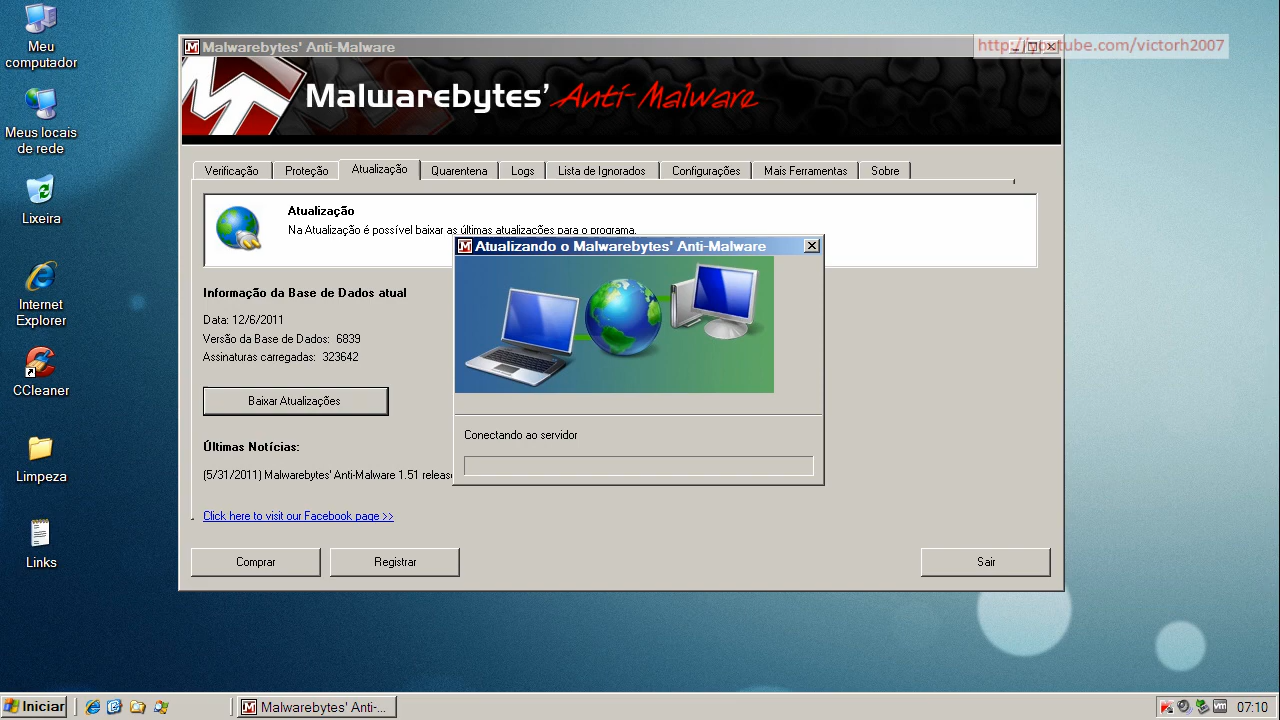 Meu
computador
Meus locais
de rede
Lixeira
Internet
Explorer
CCleaner
Limpeza
Links
Malwarebytes' Anti-Malware
http://youtube.com/victorh2007
Malwarebytes' Anti-Malware
Verificação
Proteção
Atualização
Quarentena
Logs
Lista de Ignorados
Configurações
Mais Ferramentas
Sobre
Atualização
Na Atualização é possível baixar as últimas atualizações para o programa.
Atualizando o Malwarebytes' Anti-Malware
Conectando ao servidor
Informação da Base de Dados atual
Data: 12/6/2011
Versão da Base de Dados: 6839
Assinaturas carregadas: 323642
Baixar Atualizações
Últimas Notícias:
(5/31/2011) Malwarebytes' Anti-Malware 1.51 release
Click here to visit our Facebook page >>
Comprar
Registrar
Sair
Iniciar
Malwarebytes' Anti-...
vm
07:10